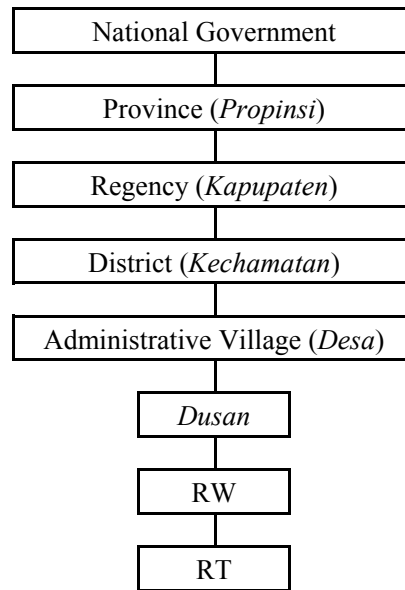 National Government
Province (Propinsi)
Regency (Kapupaten)
District (Kechamatan)
Administrative Village (Desa)
Dusan
RW
RT